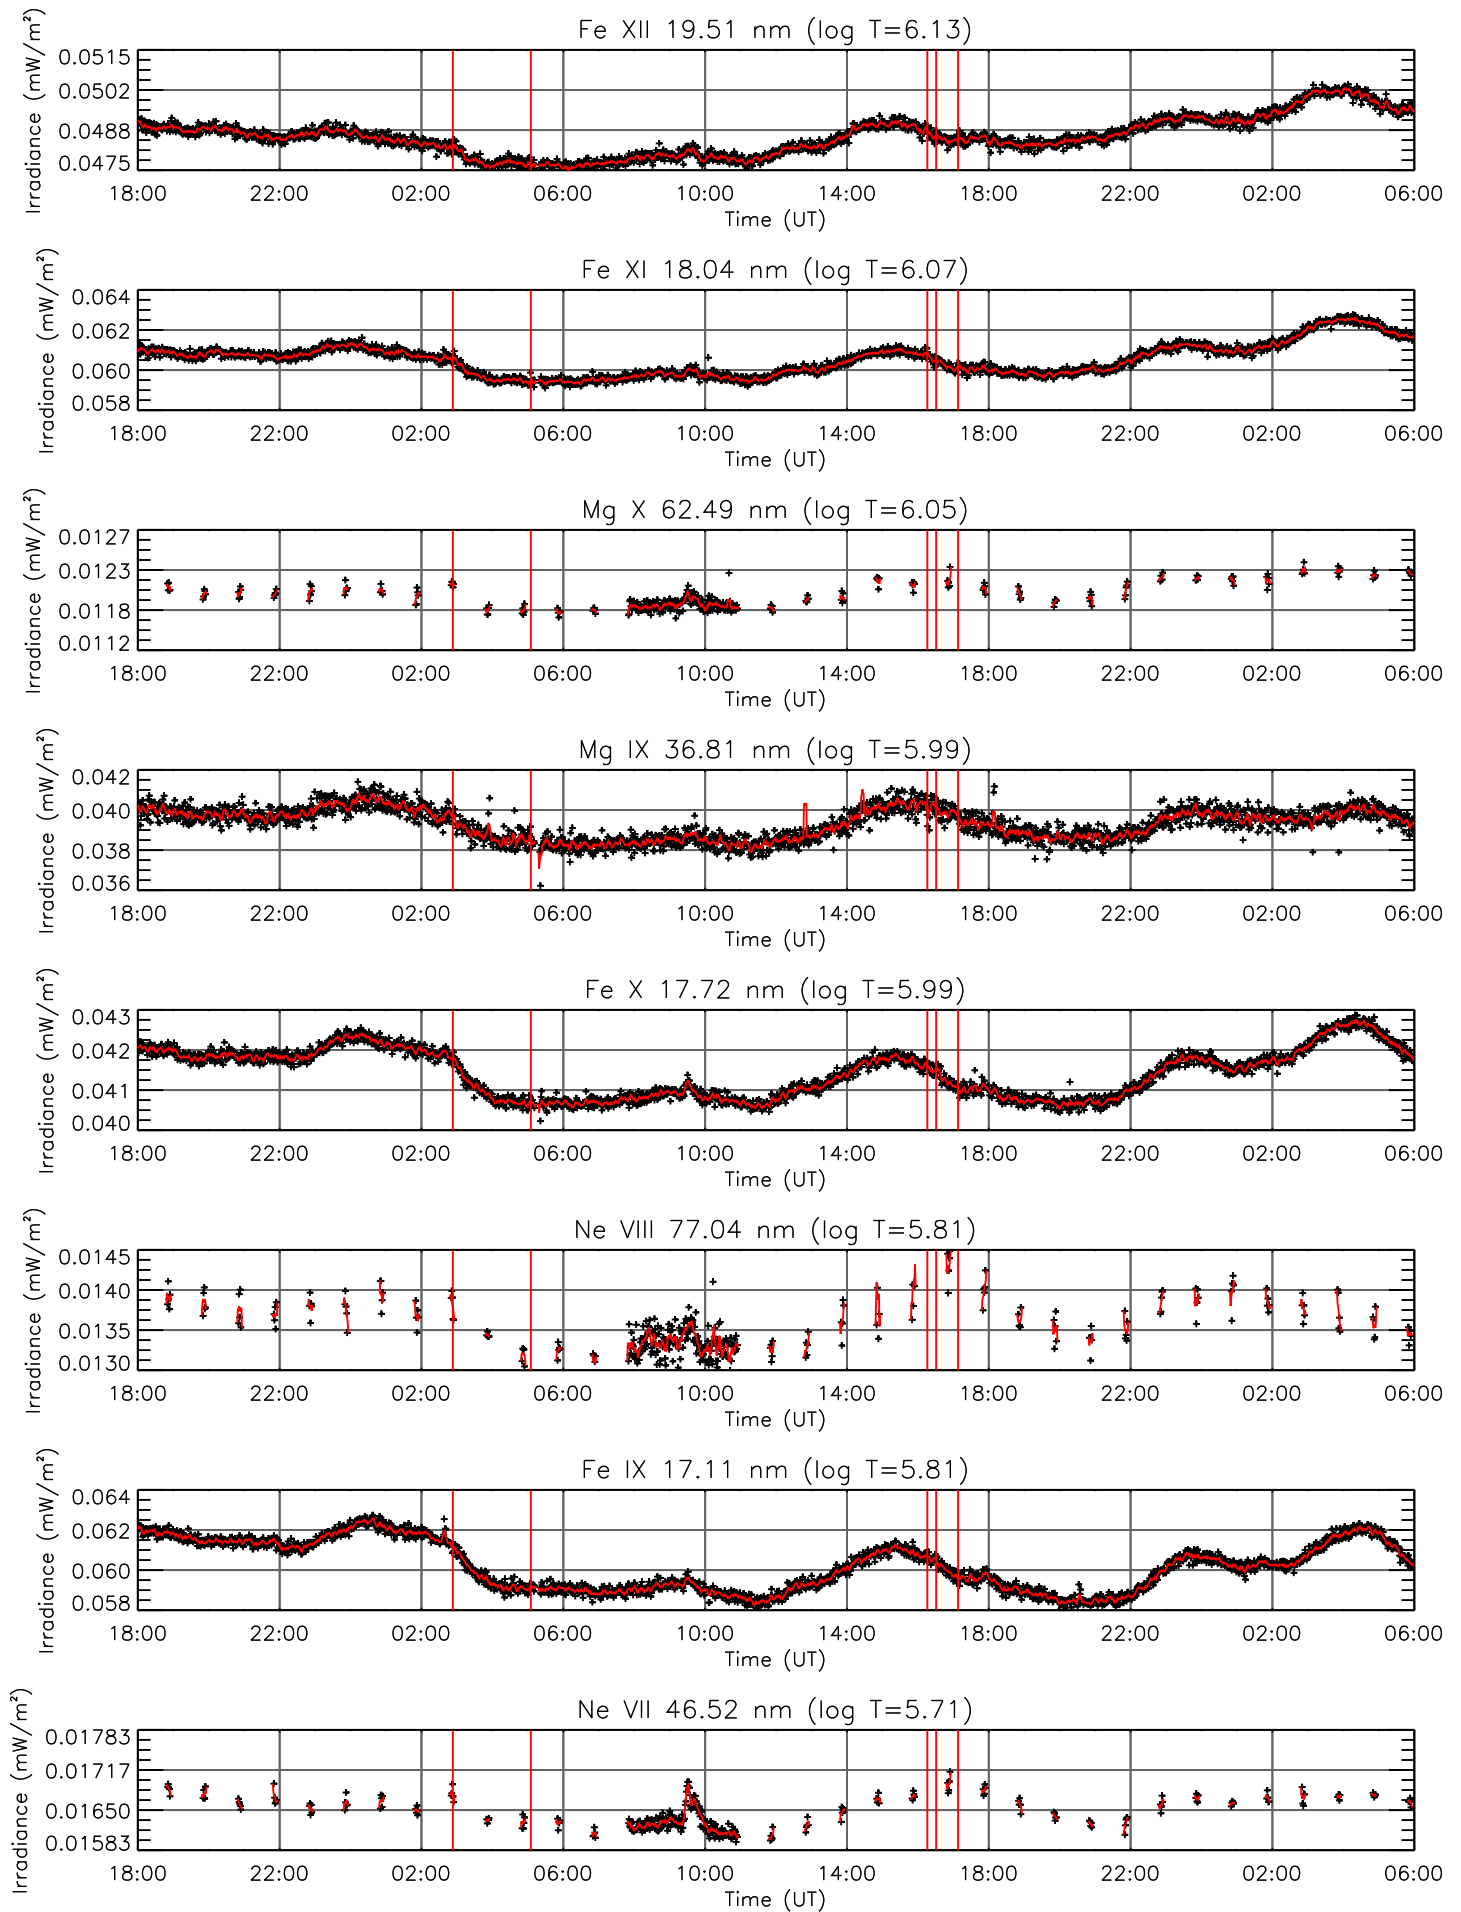 Fe XII 19.51 nm (log T=6.13)
Irradiance (mW/m²)
0.0515
0.0502
0.0488
0.0475
18:00 22:00 02:00 06:00 10:00 14:00 18:00 22:00 02:00 06:00
Time (UT)
Fe XI 18.04 nm (log T=6.07)
Irradiance (mW/m²)
0.064
0.062
0.060
0.058
18:00 22:00 02:00 06:00 10:00 14:00 18:00 22:00 02:00 06:00
Time (UT)
Mg X 62.49 nm (log T=6.05)
Irradiance (mW/m²)
0.0127
0.0123
0.0118
0.0112
18:00 22:00 02:00 06:00 10:00 14:00 18:00 22:00 02:00 06:00
Time (UT)
Mg IX 36.81 nm (log T=5.99)
Irradiance (mW/m²)
0.042
0.040
0.038
0.036
18:00 22:00 02:00 06:00 10:00 14:00 18:00 22:00 02:00 06:00
Time (UT)
Fe X 17.72 nm (log T=5.99)
Irradiance (mW/m²)
0.043
0.042
0.041
0.040
18:00 22:00 02:00 06:00 10:00 14:00 18:00 22:00 02:00 06:00
Time (UT)
Ne VIII 77.04 nm (log T=5.81)
Irradiance (mW/m²)
0.0145
0.0140
0.0135
0.0130
18:00 22:00 02:00 06:00 10:00 14:00 18:00 22:00 02:00 06:00
Time (UT)
Fe IX 17.11 nm (log T=5.81)
Irradiance (mW/m²)
0.064
0.062
0.060
0.058
18:00 22:00 02:00 06:00 10:00 14:00 18:00 22:00 02:00 06:00
Time (UT)
Ne VII 46.52 nm (log T=5.71)
Irradiance (mW/m²)
0.01783
0.01717
0.01650
0.01583
18:00 22:00 02:00 06:00 10:00 14:00 18:00 22:00 02:00 06:00
Time (UT)